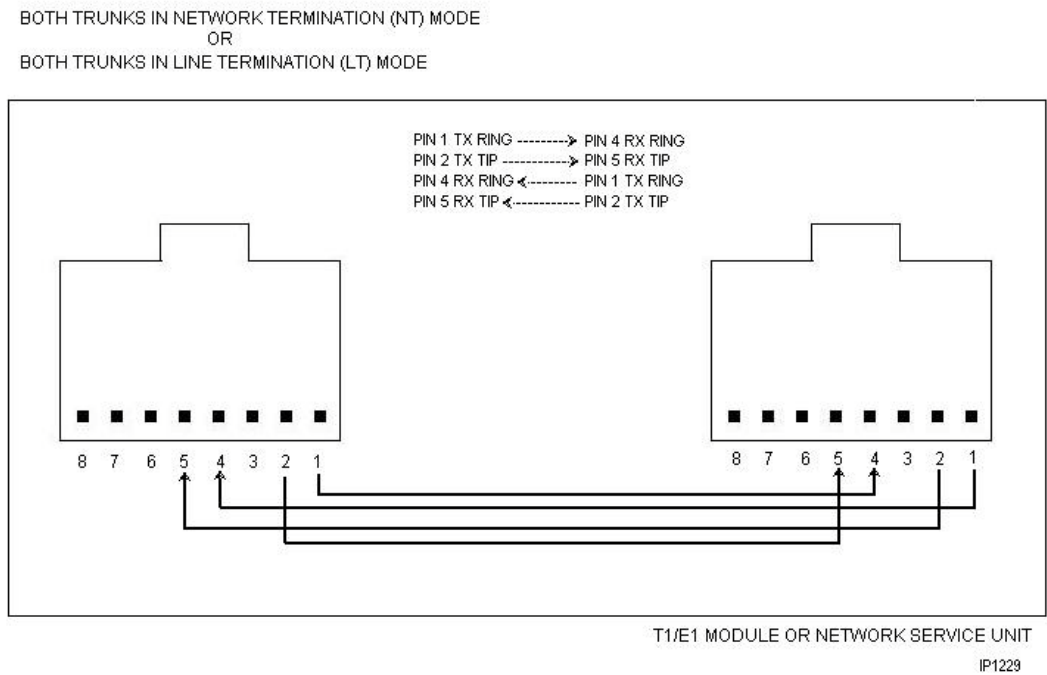 BOTH TRUNKS IN NETWORK TERMINATION (NT) MODE
OR
BOTH TRUNKS IN LINE TERMINATION (LT) MODE
PIN 1 TX RING ---------> PIN 4 RX RING
PIN 2 TX TIP -----------> PIN 5 RX TIP
PIN 4 RX RING <--------- PIN 1 TX RING
PIN 5 RX TIP <----------- PIN 2 TX TIP
8 7 6 5 4 3 2 1
8 7 6 5 4 3 2 1
T1/E1 MODULE OR NETWORK SERVICE UNIT
IP1229